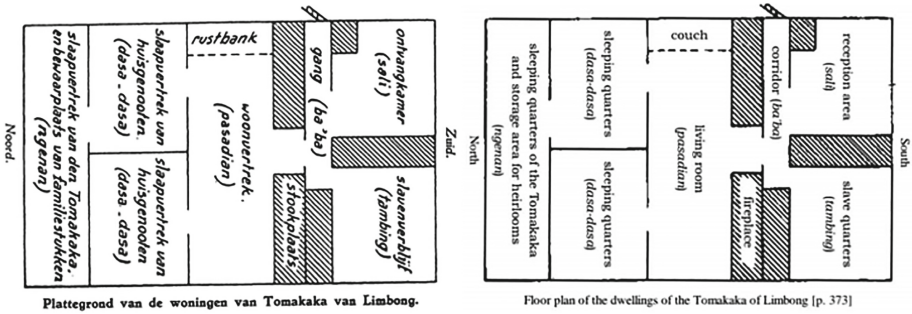 Noord.
slaapvertrek van den Tomakaka.
en bewaarplaats van familiestukken
(ngenan)
slaapvertrek van
huisgenooten.
(dasa-dasa)
slaapvertrek van
huisgenooten
(dasa-dasa)
rustbank
woonvertrek.
(pasadian)
stookplaats
gang (ba'ba)
ontvangkamer
(sali)
slavenverblijf
(tambing)
Zuid.
Plattegrond van de woningen van Tomakaka van Limbong.
North
sleeping quarters of the Tomakaka
and storage area for heirlooms
(ngenan)
sleeping quarters
(dasa-dasa)
sleeping quarters
(dasa-dasa)
couch
living room
(pasadian)
fireplace
corridor (ba'ba)
reception area
(sali)
slave quarters
(tambing)
South
Floor plan of the dwellings of the Tomakaka of Limbong [p. 373]